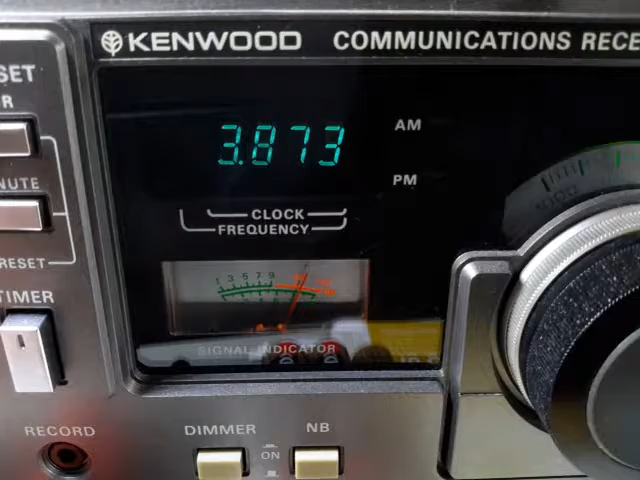 KENWOOD COMMUNICATIONS RECE
SET
R
AM
3.873
NUTE
PM
CLOCK
FREQUENCY
RESET
1 3 5 7 9
TIMER
SIGNAL INDICATOR
RECORD
DIMMER
NB
ON